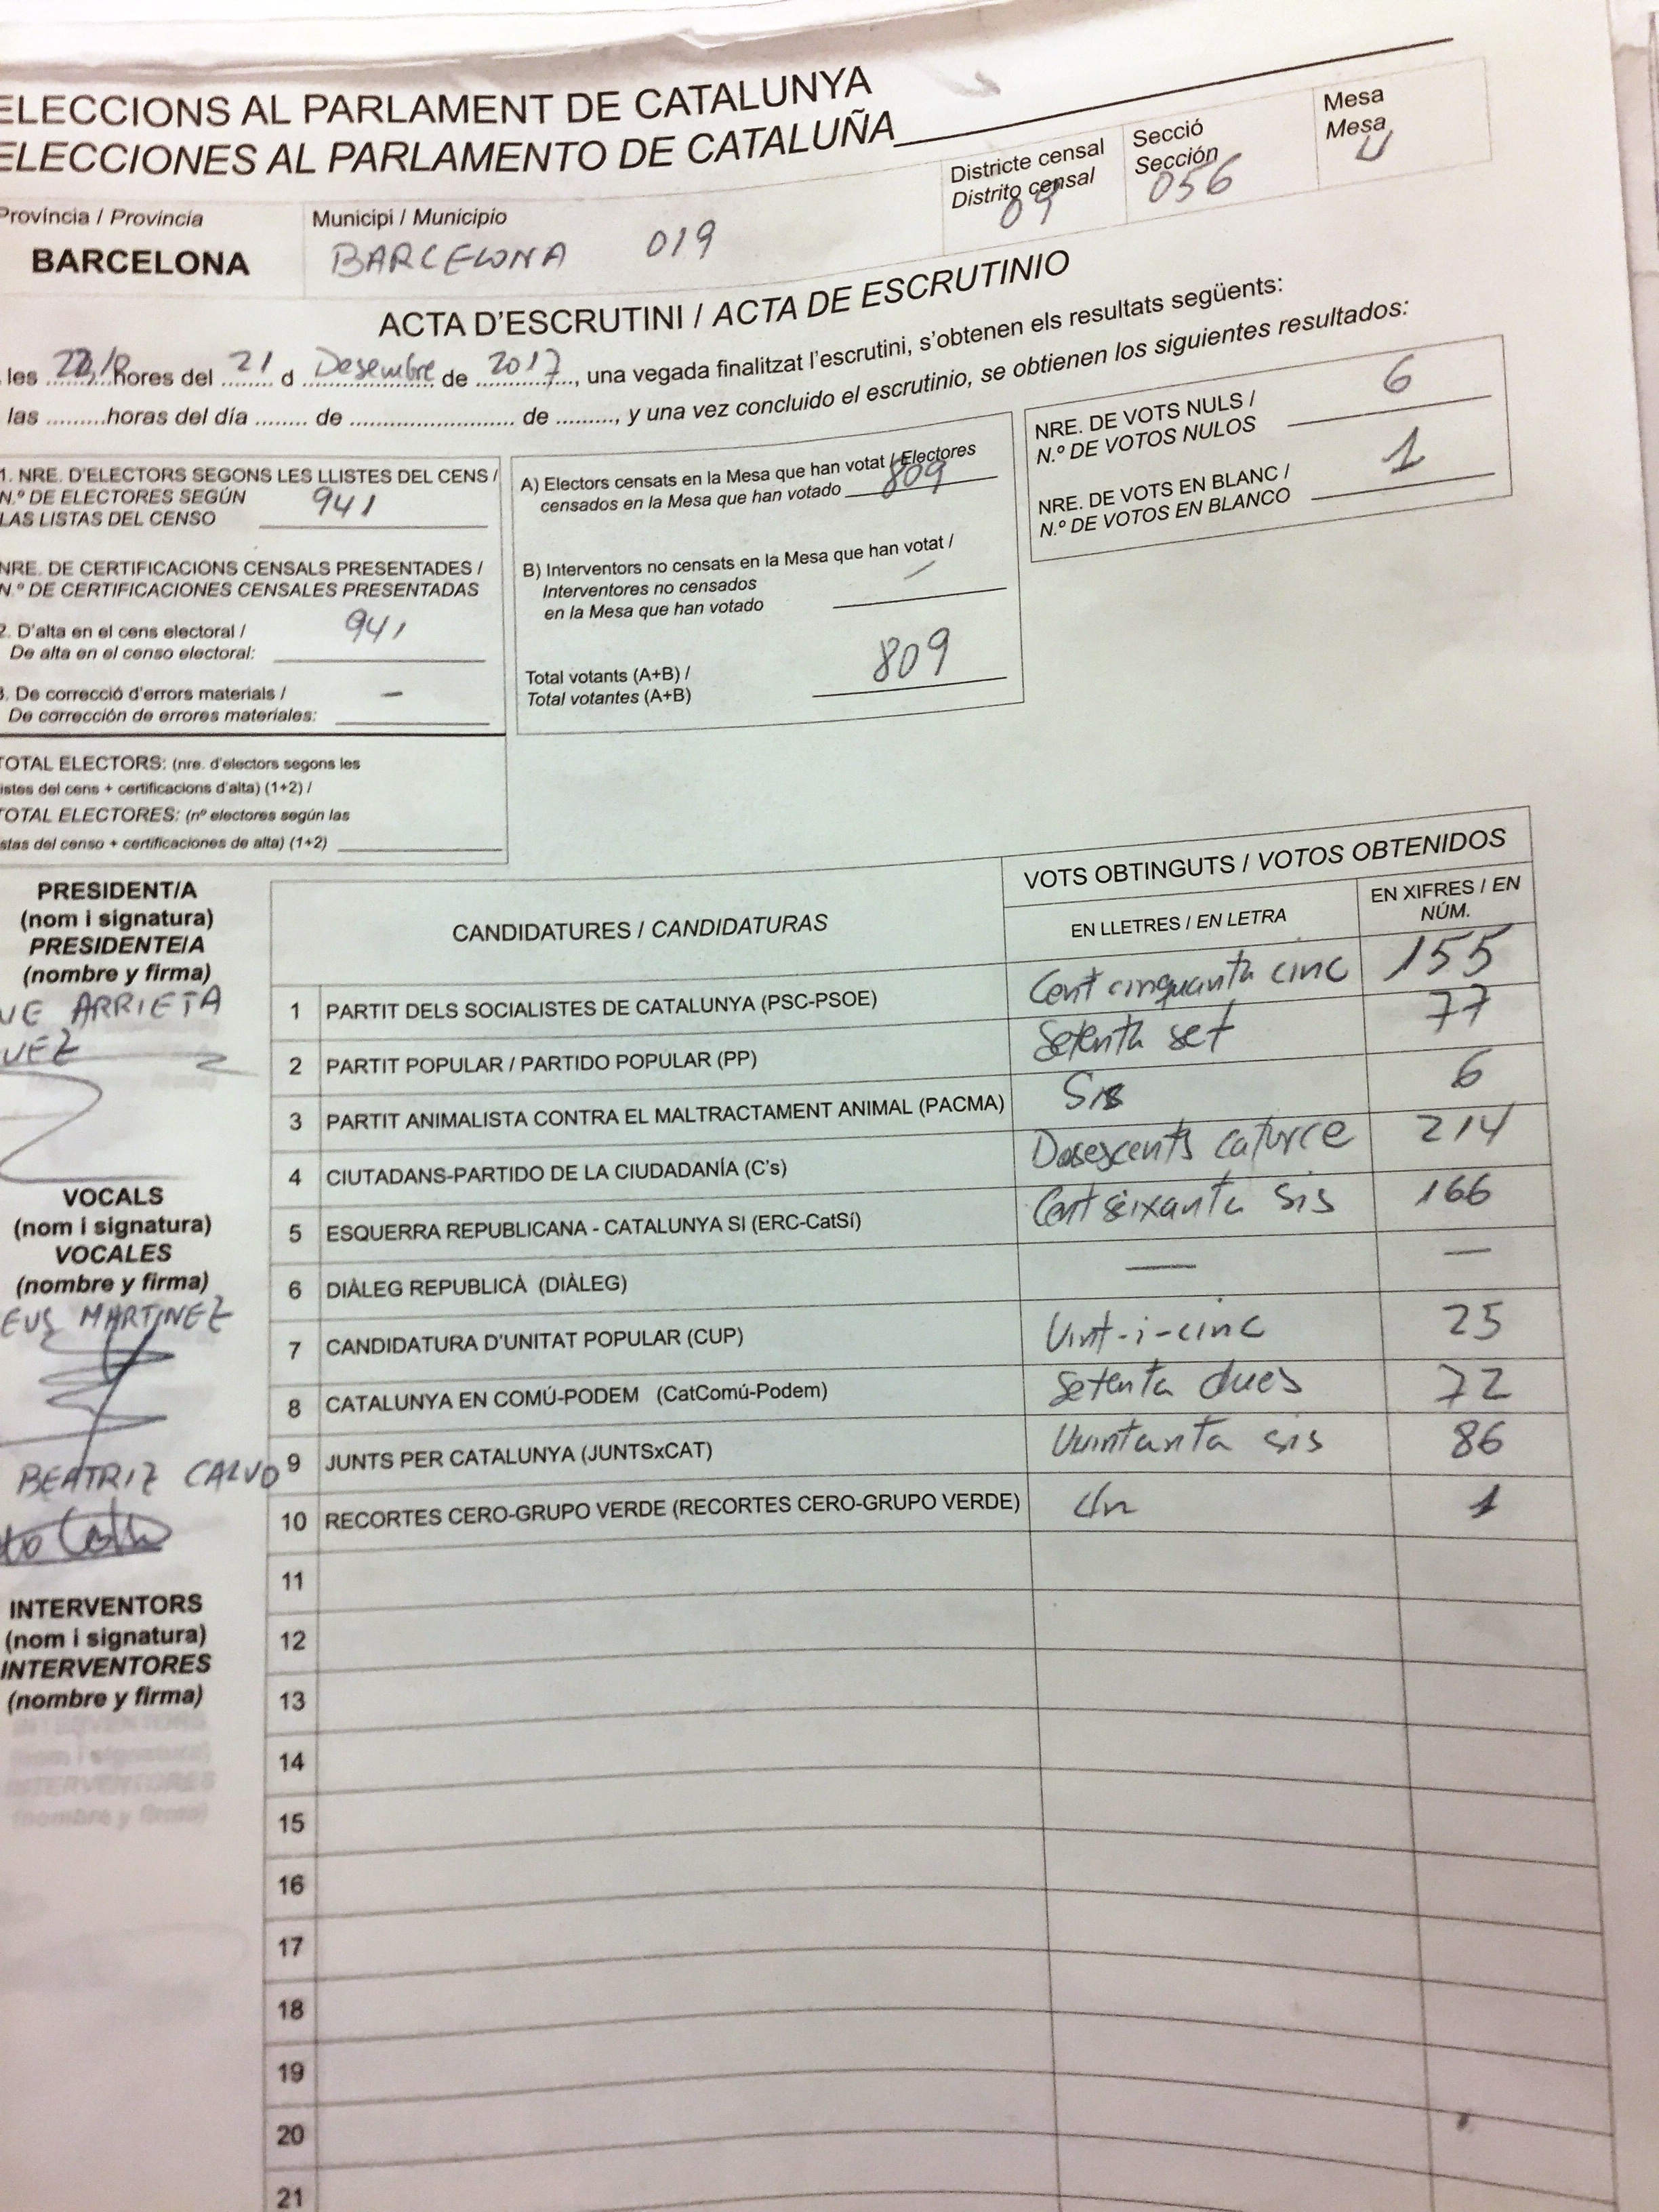 ELECCIONS AL PARLAMENT DE CATALUNYA
ELECCIONES AL PARLAMENTO DE CATALUÑA
Provincia / Provincia
BARCELONA
Municipi / Municipio
BARCELONA 019
Districte censal
Distrito censal
09
Secció
Sección
056
Mesa
Mesa
U
ACTA D'ESCRUTINI / ACTA DE ESCRUTINIO
hores del 21 d Desembre de 2017, una vegada finalitzat l'escrutini, s'obtenen els resultats següents:
las ........horas del día ........ de ........................ de ........, y una vez concluido el escrutinio, se obtienen los siguientes resultados:
1. NRE. D'ELECTORS SEGONS LES LLISTES DEL CENS /
N.º DE ELECTORES SEGÚN
LAS LISTAS DEL CENSO 941
NRE. DE CERTIFICACIONS CENSALS PRESENTADES /
N.º DE CERTIFICACIONES CENSALES PRESENTADAS
2. D'alta en el cens electoral /
De alta en el censo electoral: 941
3. De correcció d'errors materials /
De corrección de errores materiales: –
TOTAL ELECTORS: (nre. d'electors segons les
listes del cens + certificacions d'alta) (1+2) /
TOTAL ELECTORES: (nº electores según las
listas del censo + certificaciones de alta) (1+2)
A) Electors censats en la Mesa que han votat / Electores
censados en la Mesa que han votado 809
B) Interventors no censats en la Mesa que han votat /
Interventores no censados
en la Mesa que han votado
Total votants (A+B) /
Total votantes (A+B) 809
NRE. DE VOTS NULS /
N.º DE VOTOS NULOS 6
NRE. DE VOTS EN BLANC /
N.º DE VOTOS EN BLANCO 1
PRESIDENT/A
(nom i signatura)
PRESIDENTE/A
(nombre y firma)
UE ARRIETA
VOCALS
(nom i signatura)
VOCALES
(nombre y firma)
EUS MARTINEZ
BEATRIZ CALVO
INTERVENTORS
(nom i signatura)
INTERVENTORES
(nombre y firma)
CANDIDATURES / CANDIDATURAS
VOTS OBTINGUTS / VOTOS OBTENIDOS
EN LLETRES / EN LETRA
EN XIFRES / EN
NÚM.
1 PARTIT DELS SOCIALISTES DE CATALUNYA (PSC-PSOE) Cent cinquanta cinc 155
2 PARTIT POPULAR / PARTIDO POPULAR (PP) Setenta set 77
3 PARTIT ANIMALISTA CONTRA EL MALTRACTAMENT ANIMAL (PACMA) Sis 6
4 CIUTADANS-PARTIDO DE LA CIUDADANÍA (C's) Dosescents catorce 214
5 ESQUERRA REPUBLICANA - CATALUNYA SÍ (ERC-CatSí) Cent seixanta sis 166
6 DIÀLEG REPUBLICÀ (DIÀLEG) — —
7 CANDIDATURA D'UNITAT POPULAR (CUP) Vint-i-cinc 25
8 CATALUNYA EN COMÚ-PODEM (CatComú-Podem) Setenta dues 72
9 JUNTS PER CATALUNYA (JUNTSxCAT) Vuintanta sis 86
10 RECORTES CERO-GRUPO VERDE (RECORTES CERO-GRUPO VERDE) Un 1
11
12
13
14
15
16
17
18
19
20
21